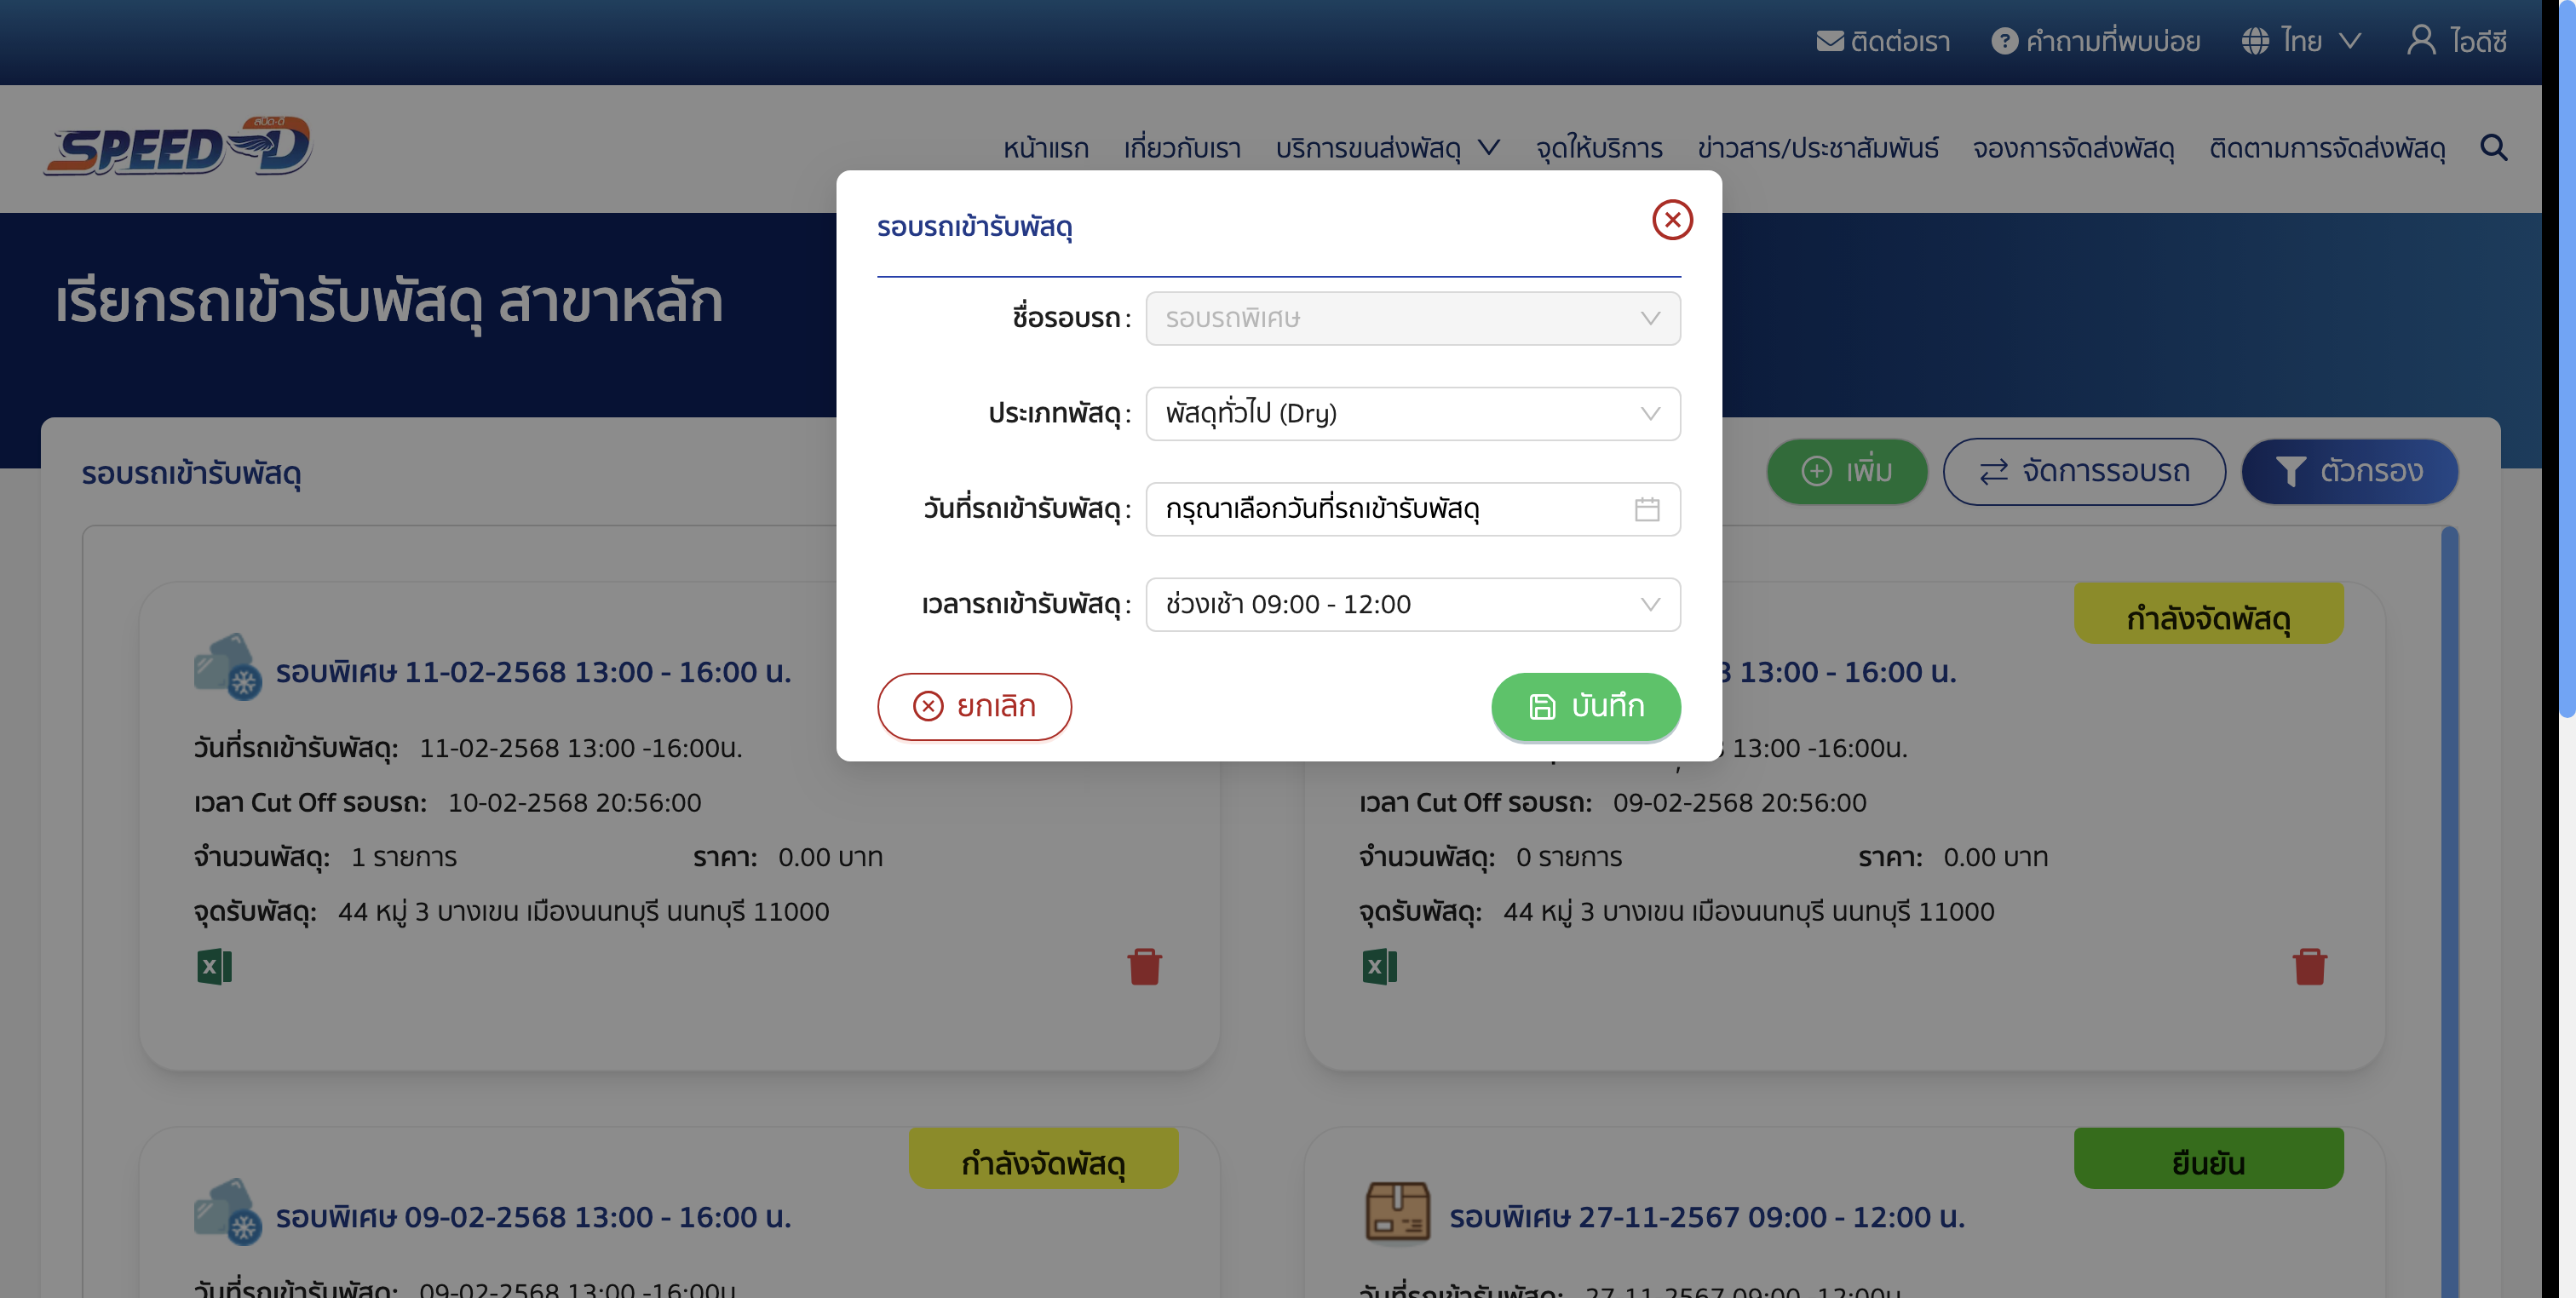 ติดต่อเรา คำถามที่พบบ่อย ไทย ไอดีซี
สปีด-ดี
SPEED-D
หน้าแรก เกี่ยวกับเรา บริการขนส่งพัสดุ จุดให้บริการ ข่าวสาร/ประชาสัมพันธ์ จองการจัดส่งพัสดุ ติดตามการจัดส่งพัสดุ
เรียกรถเข้ารับพัสดุ สาขาหลัก
รอบรถเข้ารับพัสดุ
ชื่อรอบรถ : รอบรถพิเศษ
ประเภทพัสดุ : พัสดุทั่วไป (Dry)
วันที่รถเข้ารับพัสดุ : กรุณาเลือกวันที่รถเข้ารับพัสดุ
เวลารถเข้ารับพัสดุ : ช่วงเช้า 09:00 - 12:00
ยกเลิก บันทึก
รอบรถเข้ารับพัสดุ เพิ่ม จัดการรอบรถ ตัวกรอง
รอบพิเศษ 11-02-2568 13:00 - 16:00 น.
วันที่รถเข้ารับพัสดุ: 11-02-2568 13:00 -16:00น.
เวลา Cut Off รอบรถ: 10-02-2568 20:56:00
จำนวนพัสดุ: 1 รายการ ราคา: 0.00 บาท
จุดรับพัสดุ: 44 หมู่ 3 บางเขน เมืองนนทบุรี นนทบุรี 11000
กำลังจัดพัสดุ
13:00 - 16:00 น.
13:00 -16:00น.
เวลา Cut Off รอบรถ: 09-02-2568 20:56:00
จำนวนพัสดุ: 0 รายการ ราคา: 0.00 บาท
จุดรับพัสดุ: 44 หมู่ 3 บางเขน เมืองนนทบุรี นนทบุรี 11000
กำลังจัดพัสดุ
รอบพิเศษ 09-02-2568 13:00 - 16:00 น.
วันที่รถเข้ารับพัสดุ: 09-02-2568 13:00 -16:00น.
ยืนยัน
รอบพิเศษ 27-11-2567 09:00 - 12:00 น.
วันที่รถเข้ารับพัสดุ: 27-11-2567 09:00 -12:00น.